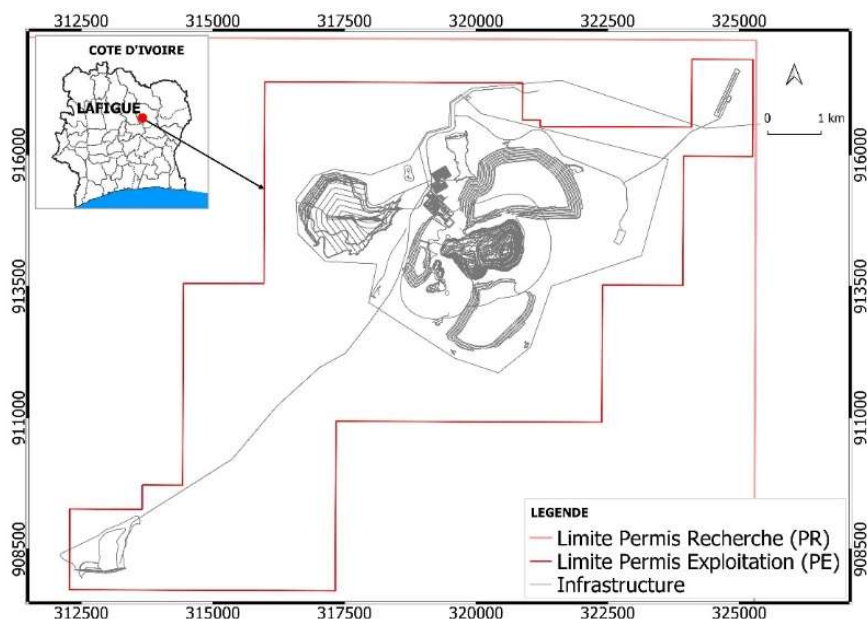 312500 315000 317500 320000 322500 325000
COTE D'IVOIRE
LAFIGUE
0 1 km
916000 916000
913500 913500
911000 911000
908500 908500
LEGENDE
Limite Permis Recherche (PR)
Limite Permis Exploitation (PE)
Infrastructure
312500 315000 317500 320000 322500 325000